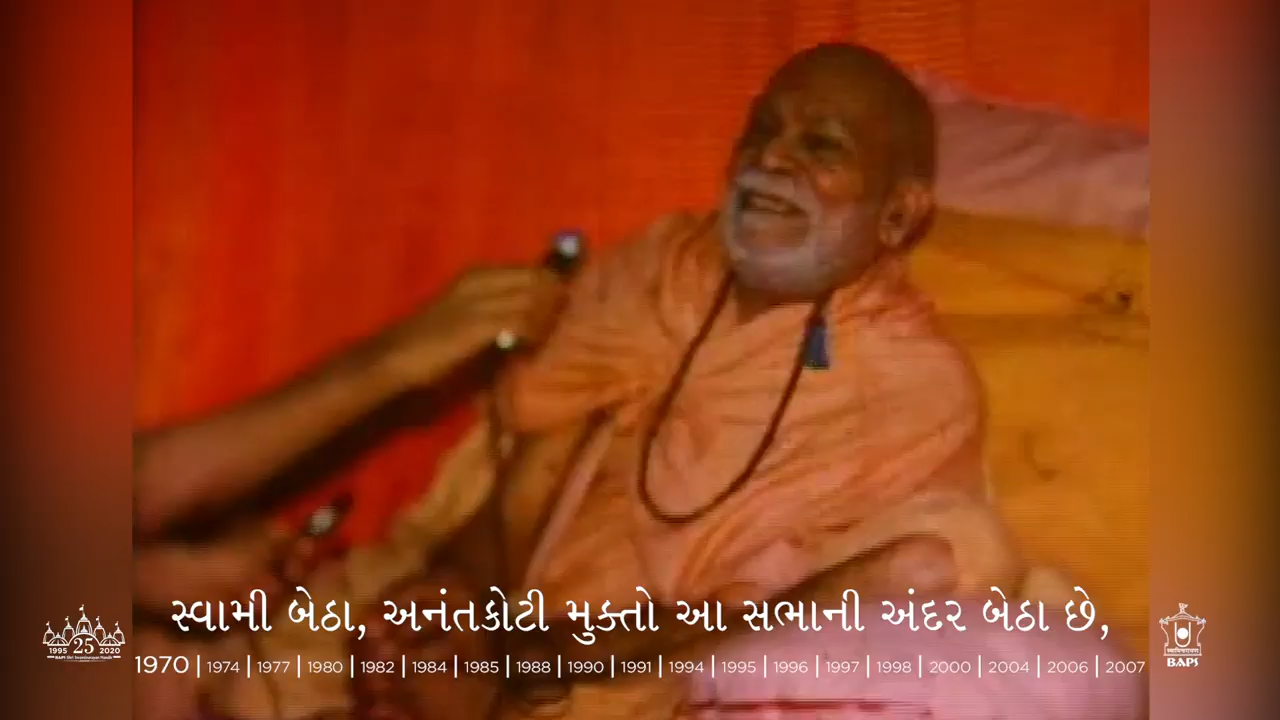 સ્વામી બેઠા, અનંતકોટી મુક્તો આ સભાની અંદર બેઠા છે,
1995 25 2020
1970 | 1974 | 1977 | 1980 | 1982 | 1984 | 1985 | 1988 | 1990 | 1991 | 1994 | 1995 | 1996 | 1997 | 1998 | 2000 | 2004 | 2006 | 2007
BAPS